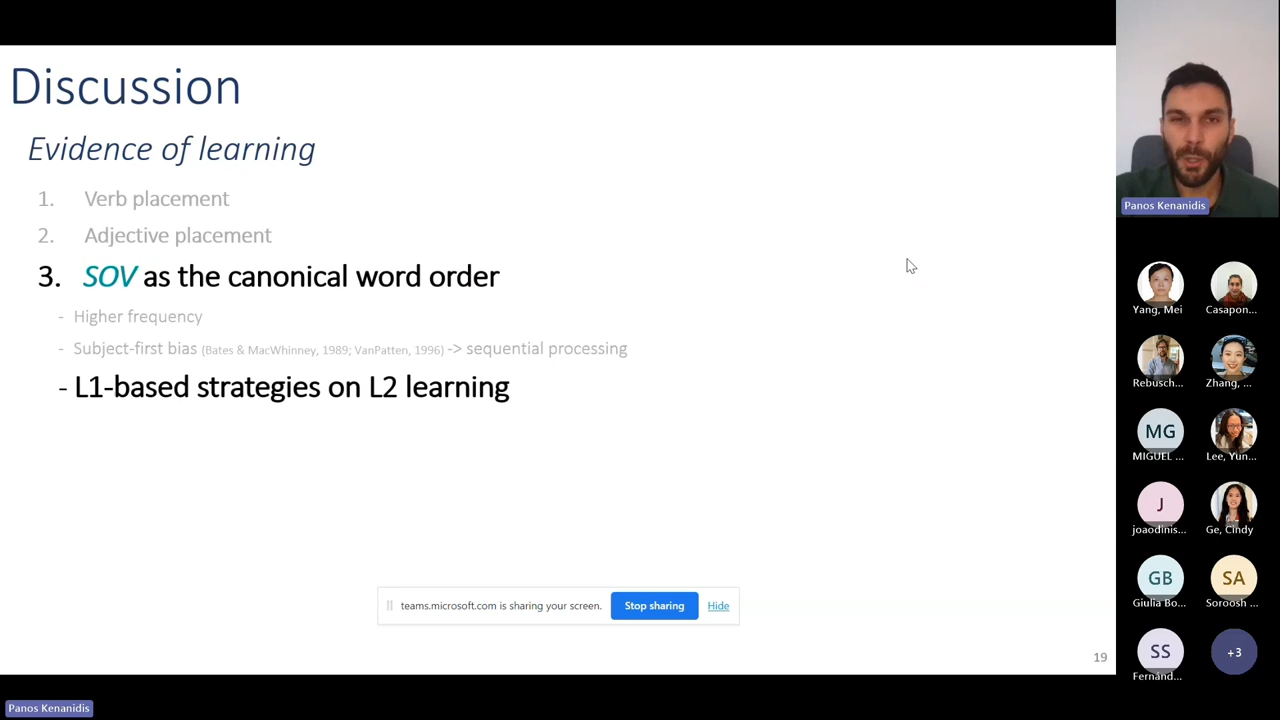 Discussion
Evidence of learning
1. Verb placement
2. Adjective placement
3. SOV as the canonical word order
- Higher frequency
- Subject-first bias (Bates & MacWhinney, 1989; VanPatten, 1996) -> sequential processing
- L1-based strategies on L2 learning
teams.microsoft.com is sharing your screen. Stop sharing Hide
19
Panos Kenanidis
Panos Kenanidis
Yang, Mei
Casapon...
Rebusch...
Zhang, ...
MG
MIGUEL ...
Lee, Yun...
J
joaodinis...
Ge, Cindy
GB
Giulia Bo...
SA
Soroosh ...
SS
Fernánd...
+3